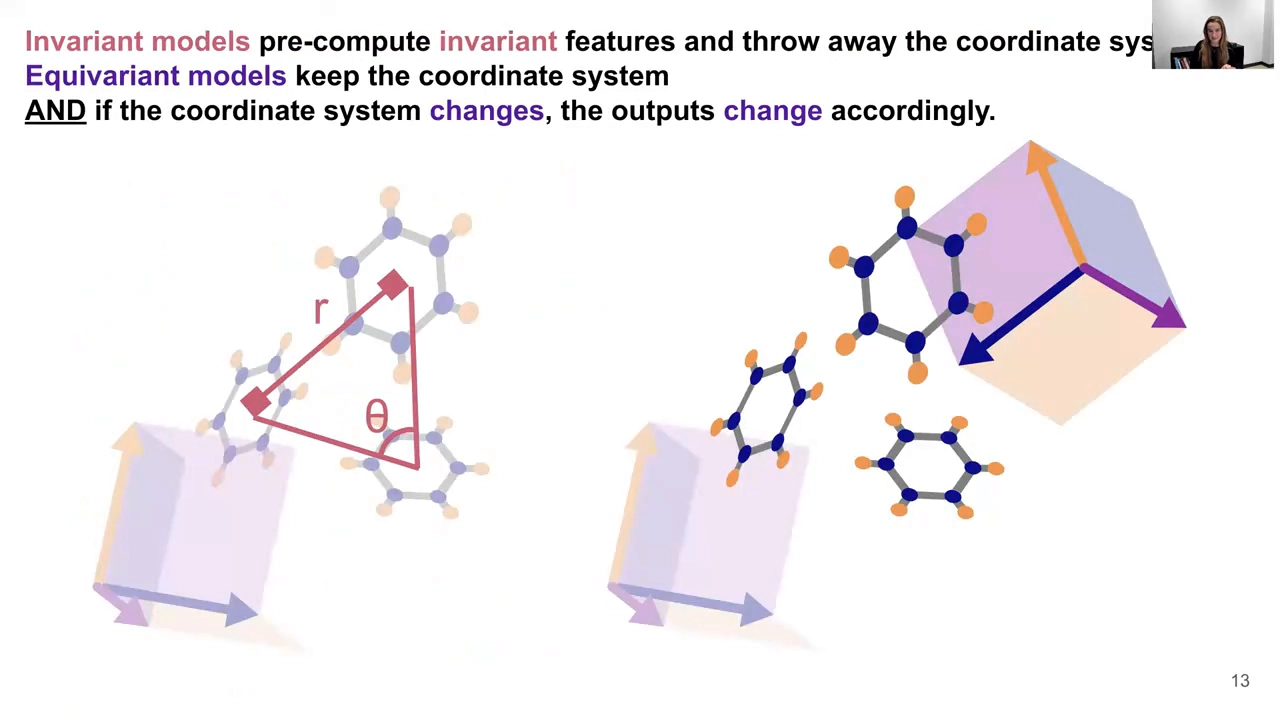 Invariant models pre-compute invariant features and throw away the coordinate sys
Equivariant models keep the coordinate system
AND if the coordinate system changes, the outputs change accordingly.
r
θ
13